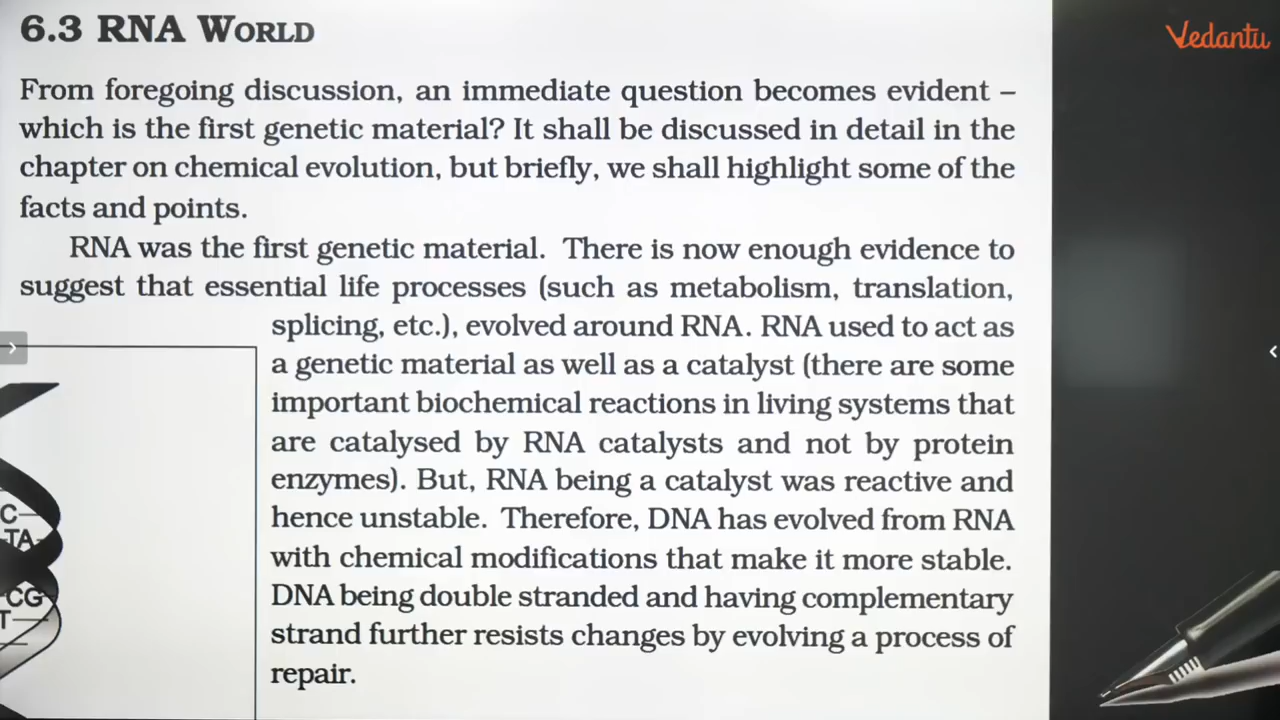 6.3 RNA World
Vedantu
From foregoing discussion, an immediate question becomes evident –
which is the first genetic material? It shall be discussed in detail in the
chapter on chemical evolution, but briefly, we shall highlight some of the
facts and points.
RNA was the first genetic material. There is now enough evidence to
suggest that essential life processes (such as metabolism, translation,
splicing, etc.), evolved around RNA. RNA used to act as
a genetic material as well as a catalyst (there are some
important biochemical reactions in living systems that
are catalysed by RNA catalysts and not by protein
enzymes). But, RNA being a catalyst was reactive and
hence unstable. Therefore, DNA has evolved from RNA
with chemical modifications that make it more stable.
DNA being double stranded and having complementary
strand further resists changes by evolving a process of
repair.
C
TA
CG
T